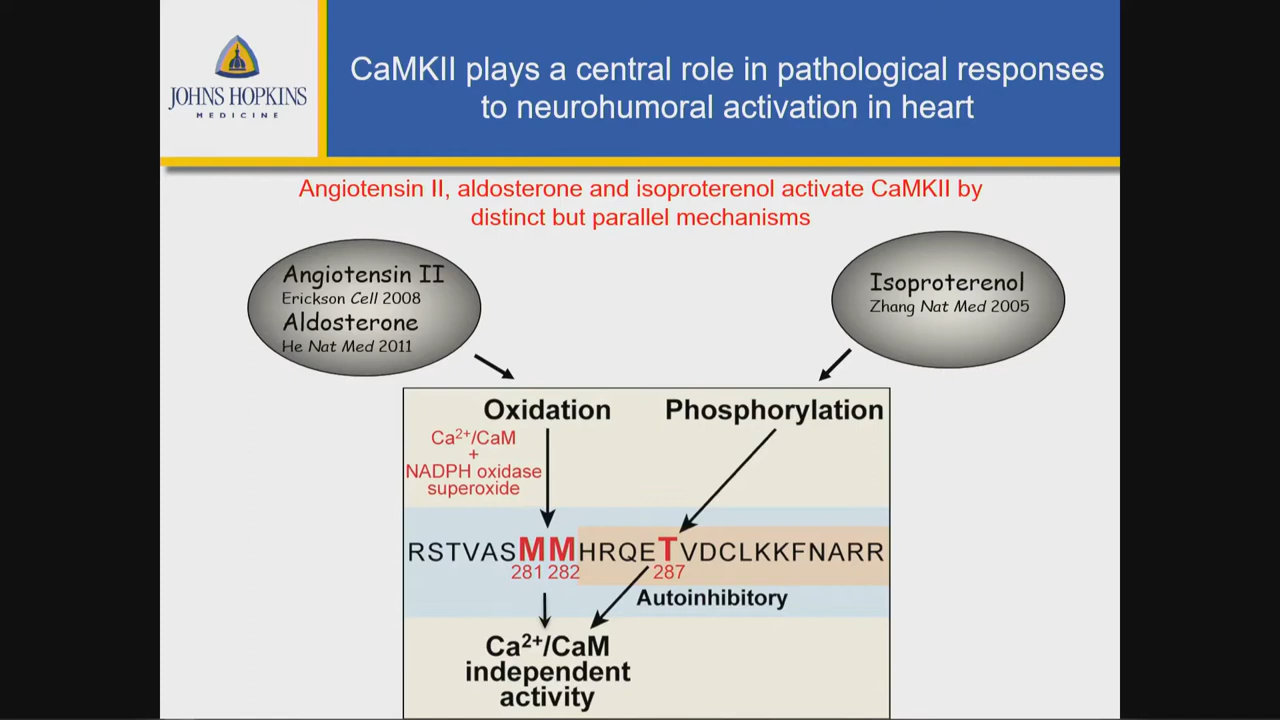 JOHNS HOPKINS
MEDICINE
CaMKII plays a central role in pathological responses
to neurohumoral activation in heart
Angiotensin II, aldosterone and isoproterenol activate CaMKII by
distinct but parallel mechanisms
Angiotensin II
Erickson Cell 2008
Aldosterone
He Nat Med 2011
Isoproterenol
Zhang Nat Med 2005
Oxidation
Phosphorylation
Ca²⁺/CaM
+
NADPH oxidase
superoxide
RSTVASMMHRQETVDCLKKFNARR
281 282 287
Autoinhibitory
Ca²⁺/CaM
independent
activity